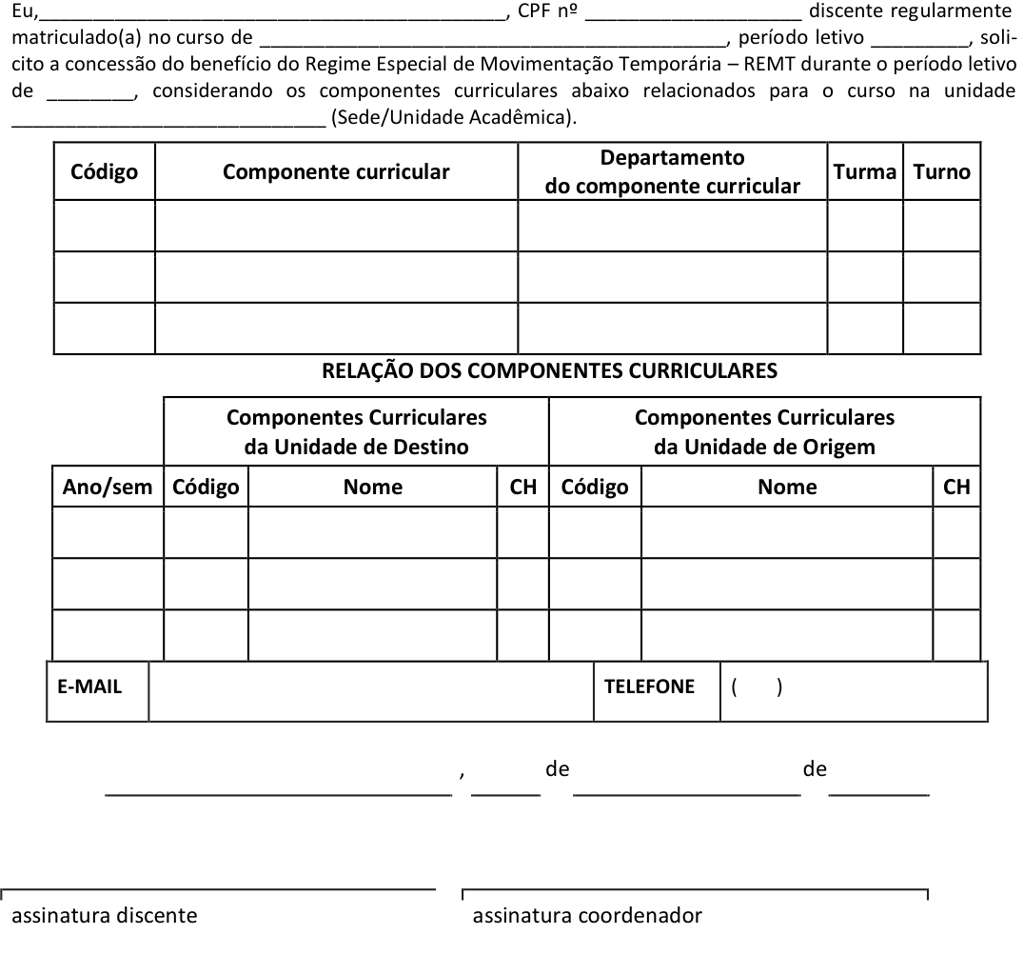 Eu,___________________________________________, CPF nº ____________________ discente regularmente
matriculado(a) no curso de ___________________________________________, período letivo _________, soli-
cito a concessão do benefício do Regime Especial de Movimentação Temporária – REMT durante o período letivo
de ________, considerando os componentes curriculares abaixo relacionados para o curso na unidade
_____________________________ (Sede/Unidade Acadêmica).
Código Componente curricular Departamento do componente curricular Turma Turno
RELAÇÃO DOS COMPONENTES CURRICULARES
Componentes Curriculares da Unidade de Destino Componentes Curriculares da Unidade de Origem
Ano/sem Código Nome CH Código Nome CH
E-MAIL TELEFONE ( )
, de de
assinatura discente assinatura coordenador